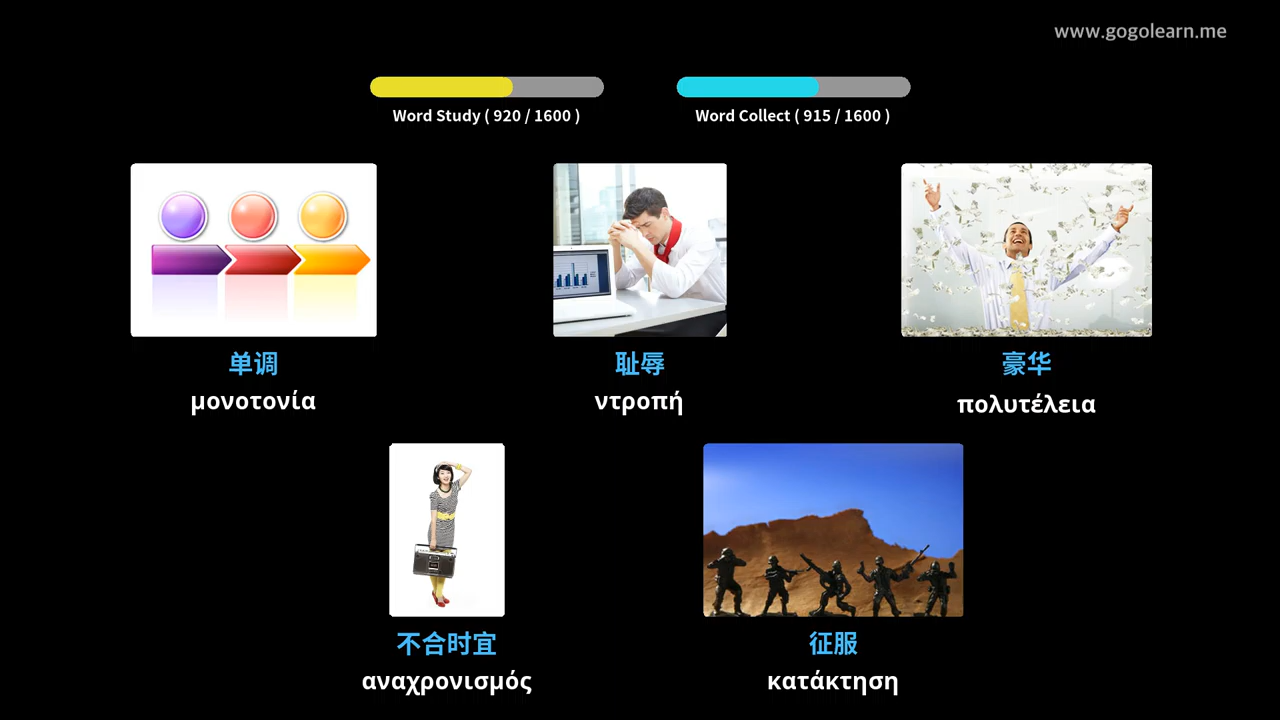 www.gogolearn.me
Word Study ( 920 / 1600 )
Word Collect ( 915 / 1600 )
单调
μονοτονία
耻辱
ντροπή
豪华
πολυτέλεια
不合时宜
αναχρονισμός
征服
κατάκτηση